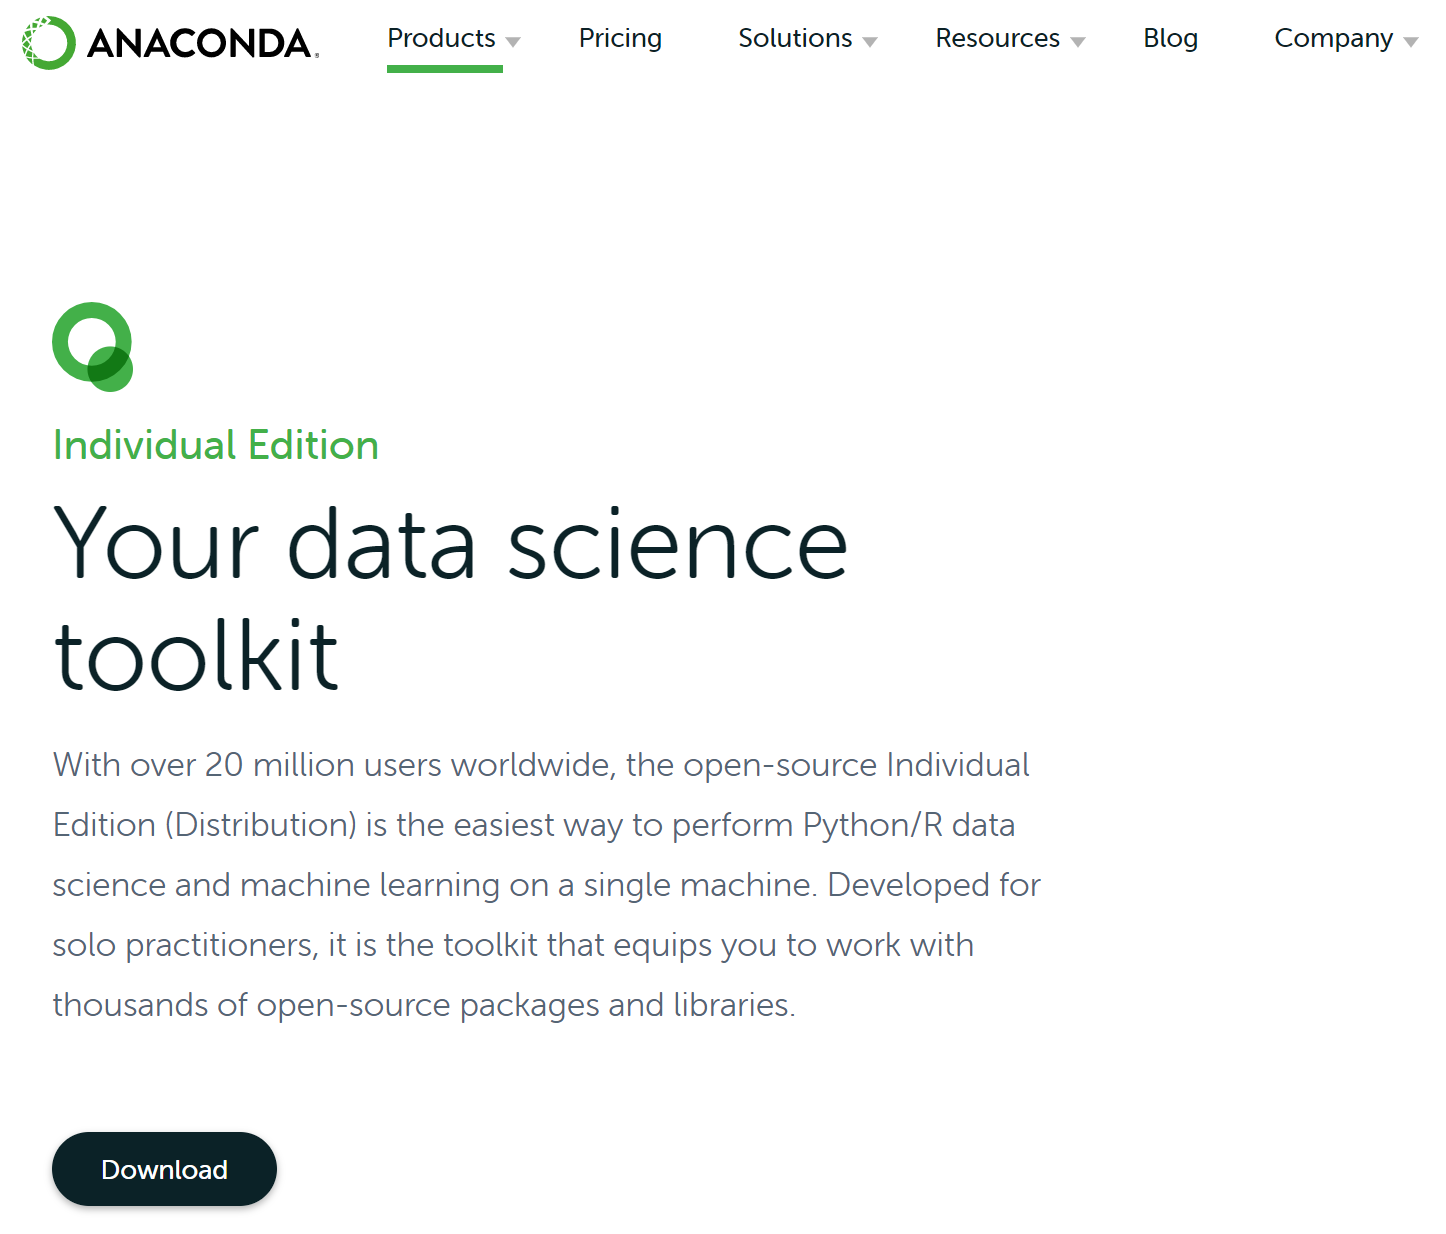 ANACONDA®
Products Pricing Solutions Resources Blog Company
Individual Edition
Your data science
toolkit
With over 20 million users worldwide, the open-source Individual
Edition (Distribution) is the easiest way to perform Python/R data
science and machine learning on a single machine. Developed for
solo practitioners, it is the toolkit that equips you to work with
thousands of open-source packages and libraries.
Download